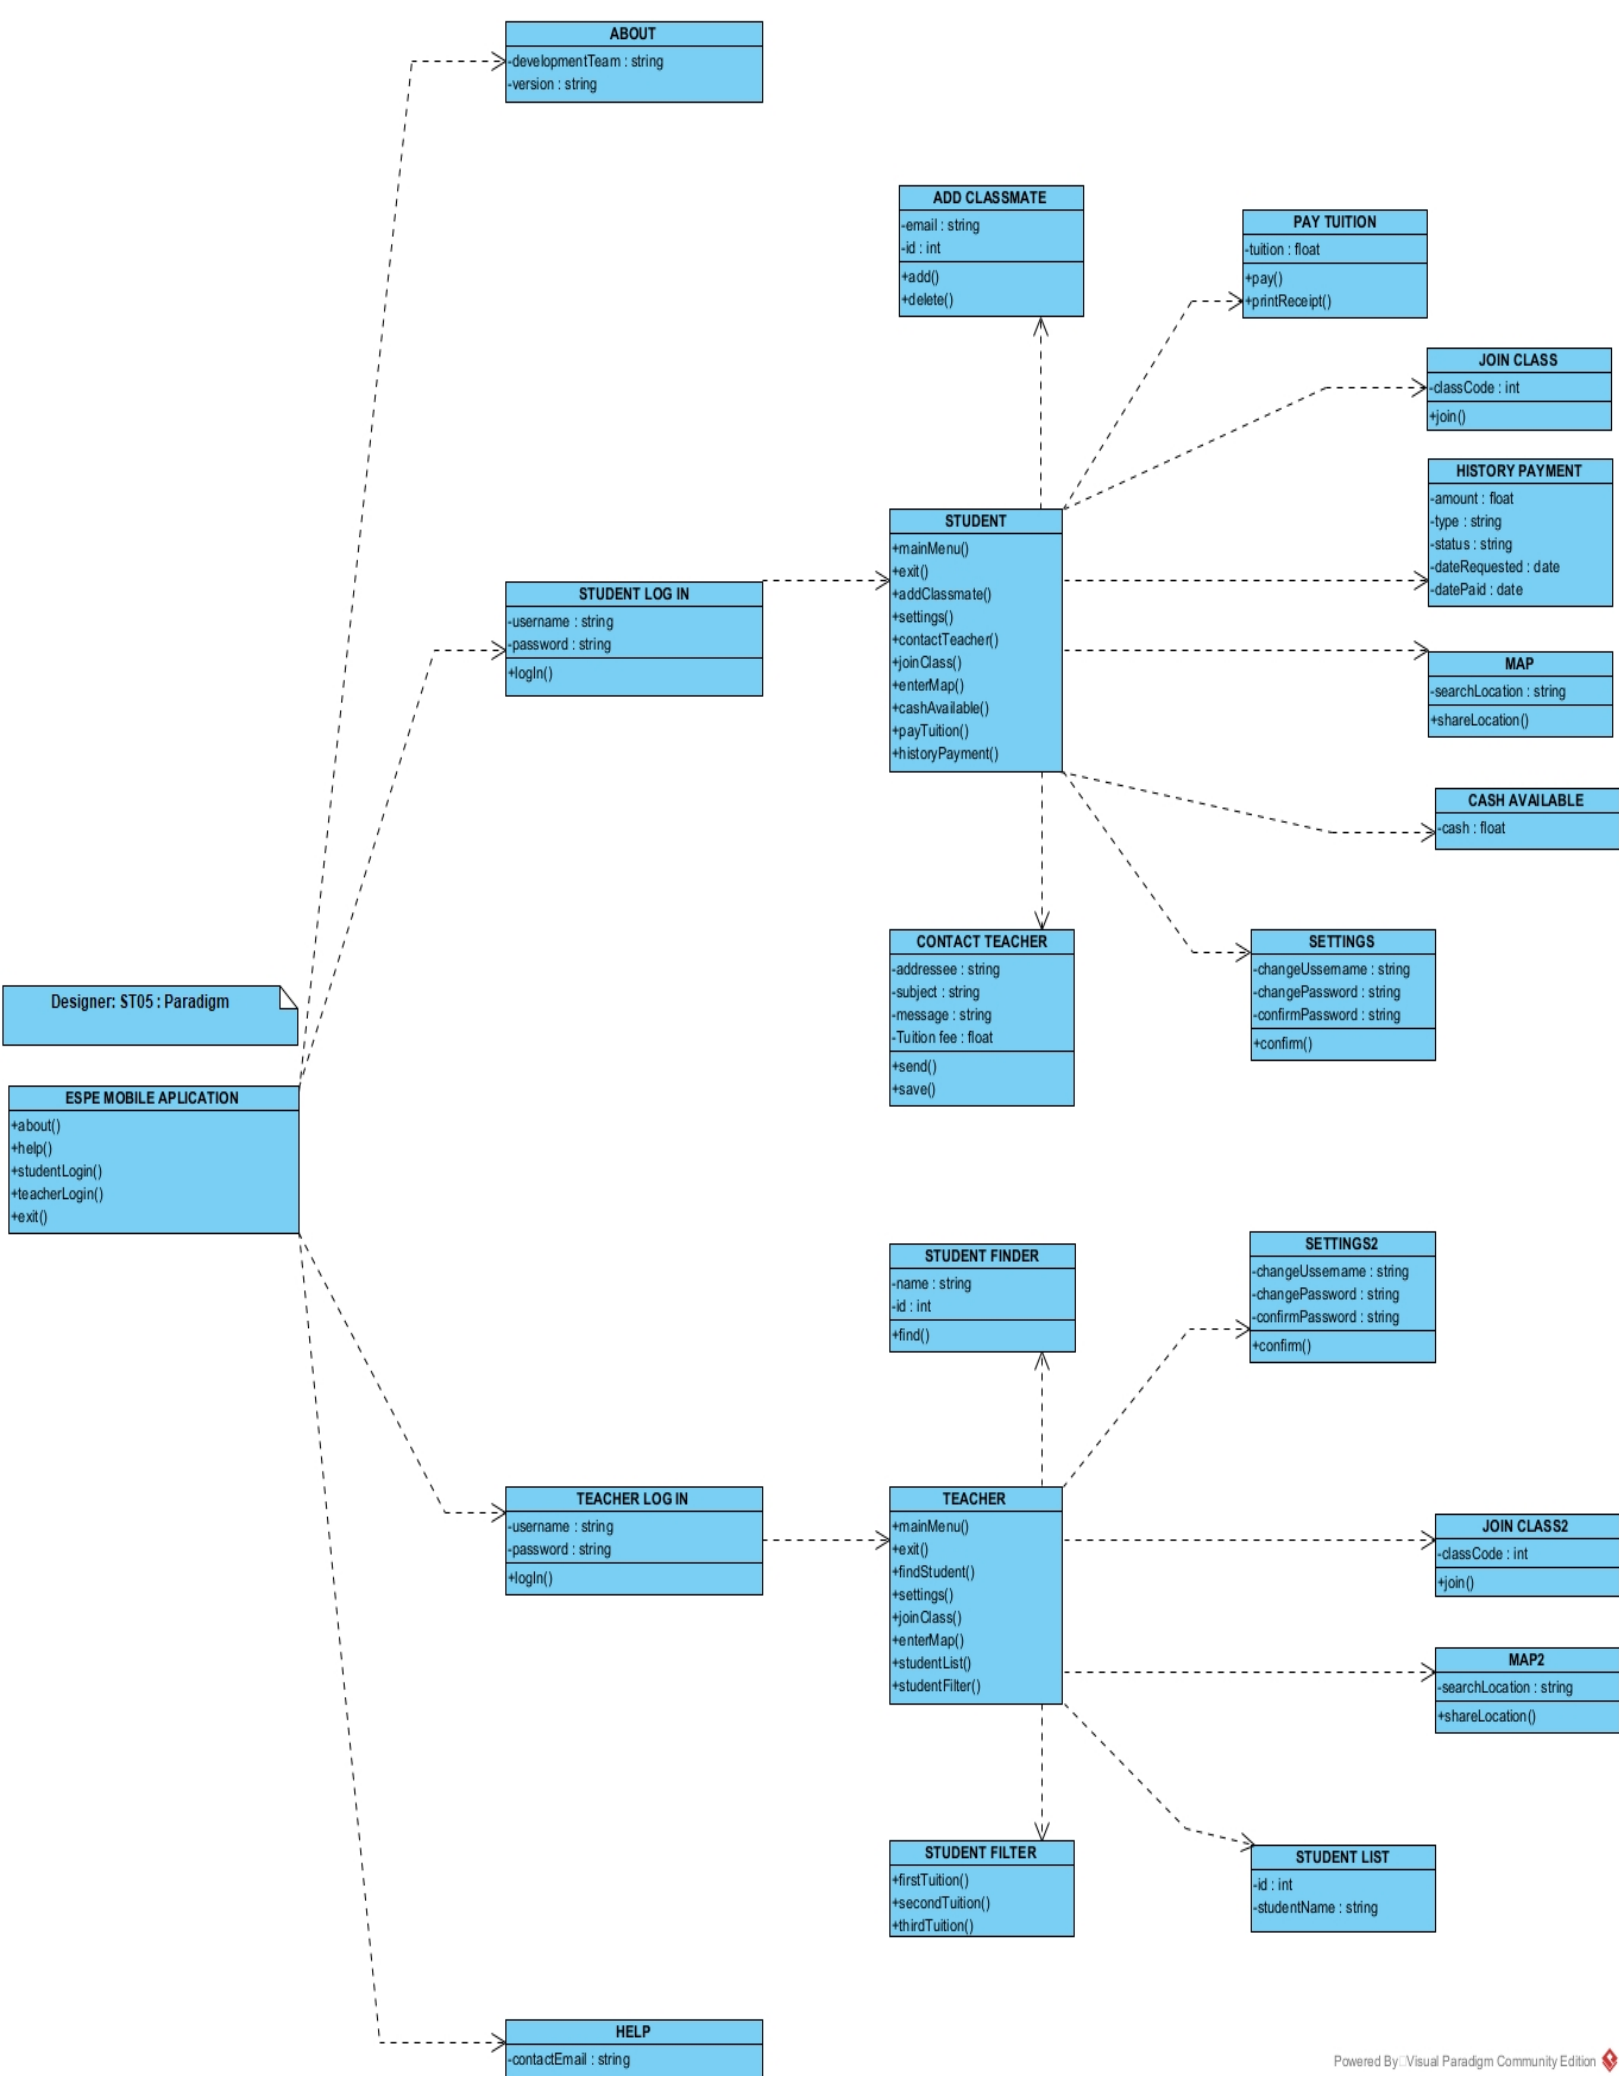 ABOUT
-developmentTeam : string
-version : string
ADD CLASSMATE
-email : string
-id : int
+add()
+delete()
PAY TUITION
-tuition : float
+pay()
+printReceipt()
JOIN CLASS
-classCode : int
+join()
HISTORY PAYMENT
-amount : float
-type : string
-status : string
-dateRequested : date
-datePaid : date
STUDENT
+mainMenu()
+exit()
+addClassmate()
+settings()
+contactTeacher()
+joinClass()
+enterMap()
+cashAvailable()
+payTuition()
+historyPayment()
STUDENT LOG IN
-username : string
-password : string
+logIn()
MAP
-searchLocation : string
+shareLocation()
CASH AVAILABLE
-cash : float
CONTACT TEACHER
-addressee : string
-subject : string
-message : string
-Tuition fee : float
+send()
+save()
SETTINGS
-changeUssername : string
-changePassword : string
-confirmPassword : string
+confirm()
Designer: ST05 : Paradigm
ESPE MOBILE APLICATION
+about()
+help()
+studentLogin()
+teacherLogin()
+exit()
STUDENT FINDER
-name : string
-id : int
+find()
SETTINGS2
-changeUssername : string
-changePassword : string
-confirmPassword : string
+confirm()
TEACHER LOG IN
-username : string
-password : string
+logIn()
TEACHER
+mainMenu()
+exit()
+findStudent()
+settings()
+joinClass()
+enterMap()
+studentList()
+studentFilter()
JOIN CLASS2
-classCode : int
+join()
MAP2
-searchLocation : string
+shareLocation()
STUDENT FILTER
+firstTuition()
+secondTuition()
+thirdTuition()
STUDENT LIST
-id : int
-studentName : string
HELP
-contactEmail : string
Powered By Visual Paradigm Community Edition